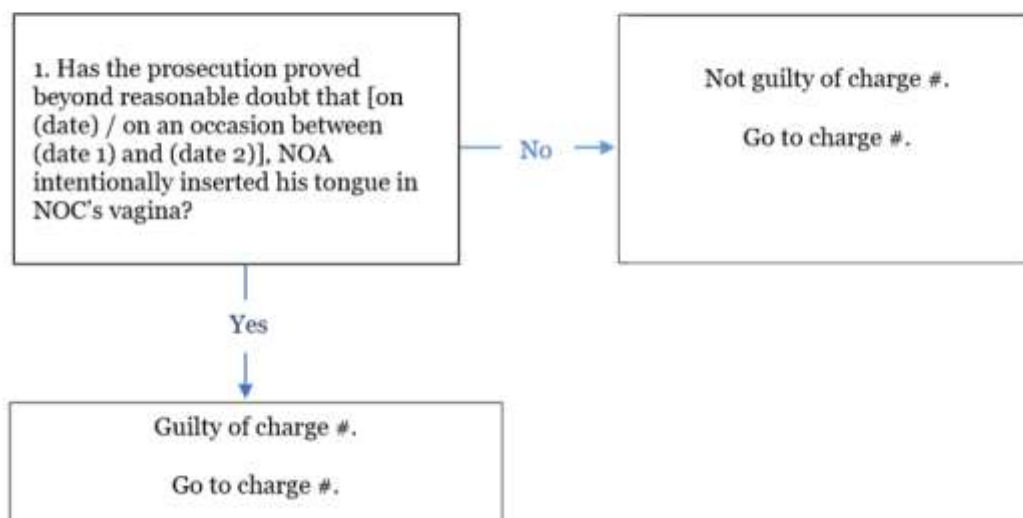 1. Has the prosecution proved
beyond reasonable doubt that [on
(date) / on an occasion between
(date 1) and (date 2)], NOA
intentionally inserted his tongue in
NOC's vagina?
No
Not guilty of charge #.
Go to charge #.
Yes
Guilty of charge #.
Go to charge #.